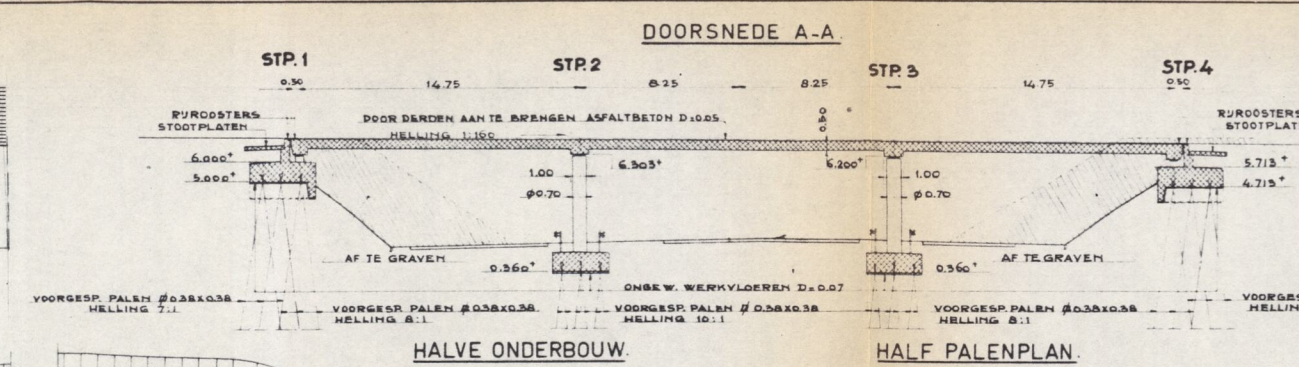 DOORSNEDE A-A.
STP. 1
STP. 2
STP. 3
STP. 4
0.50
14.75
8.25
8.25
14.75
0.50
RIJROOSTERS
STOOTPLATEN
DOOR DERDEN AAN TE BRENGEN ASFALTBETON D=0.05.
HELLING 1:160
RIJROOSTERS
STOOTPLAT
6.000+
5.000+
6.303+
6.200+
5.713+
4.713+
1.00
Ø0.70
1.00
Ø0.70
AF TE GRAVEN
0.360+
0.360+
AF TE GRAVEN
ONGEW. WERKVLOEREN D=0.07
VOORGESP. PALEN Ø 0.38X0.38
HELLING 7:1
VOORGESP. PALEN Ø 0.38X0.38.
HELLING 8:1
VOORGESP. PALEN Ø 0.38X0.38
HELLING 10:1
VOORGESP. PALEN Ø 0.38X0.38
HELLING 8:1
VOORGES
HELLIN
HALVE ONDERBOUW.
HALF PALENPLAN.